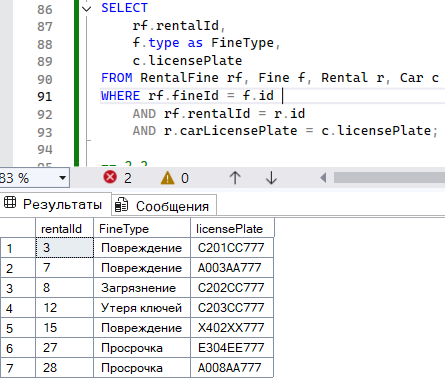 86 SELECT
87 rf.rentalId,
88 f.type as FineType,
89 c.licensePlate
90 FROM RentalFine rf, Fine f, Rental r, Car c
91 WHERE rf.fineId = f.id
92 AND rf.rentalId = r.id
93 AND r.carLicensePlate = c.licensePlate;
94
83 % 2 0
Результаты Сообщения
rentalId FineType licensePlate
1 3 Повреждение C201CC777
2 7 Повреждение A003AA777
3 8 Загрязнение C202CC777
4 12 Утеря ключей C203CC777
5 15 Повреждение X402XX777
6 27 Просрочка E304EE777
7 28 Просрочка A008AA777